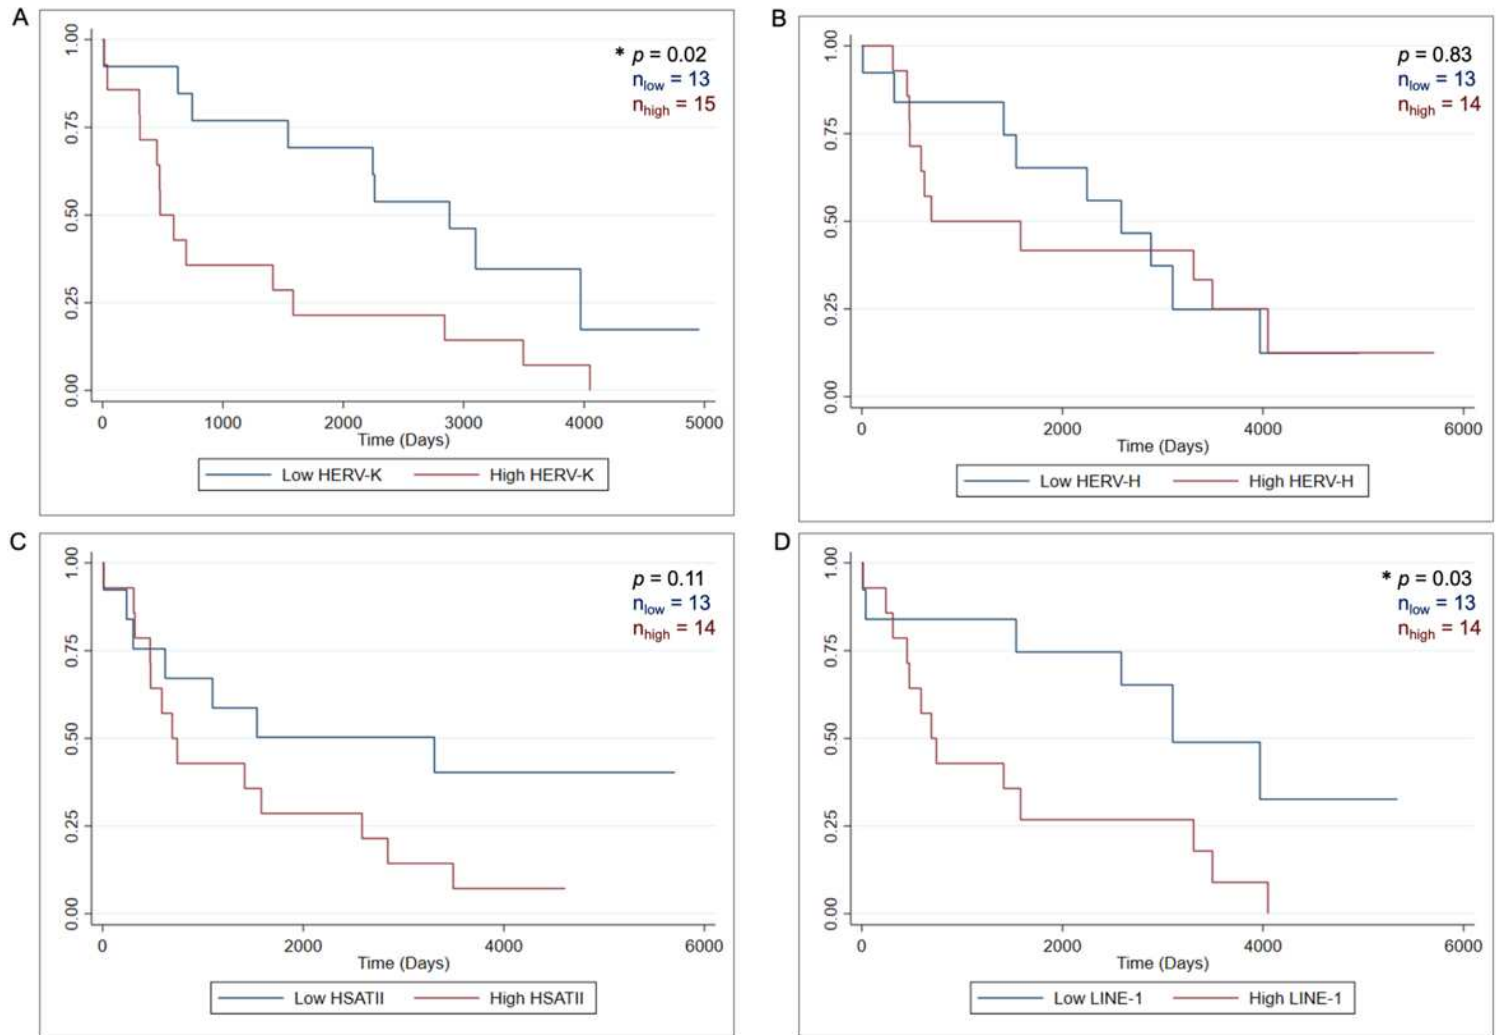 A
* p = 0.02
nlow = 13
nhigh = 15
1.00
0.75
0.50
0.25
0.00
0 1000 2000 3000 4000 5000
Time (Days)
Low HERV-K High HERV-K
B
p = 0.83
nlow = 13
nhigh = 14
1.00
0.75
0.50
0.25
0.00
0 2000 4000 6000
Time (Days)
Low HERV-H High HERV-H
C
p = 0.11
nlow = 13
nhigh = 14
1.00
0.75
0.50
0.25
0.00
0 2000 4000 6000
Time (Days)
Low HSATII High HSATII
D
* p = 0.03
nlow = 13
nhigh = 14
1.00
0.75
0.50
0.25
0.00
0 2000 4000 6000
Time (Days)
Low LINE-1 High LINE-1